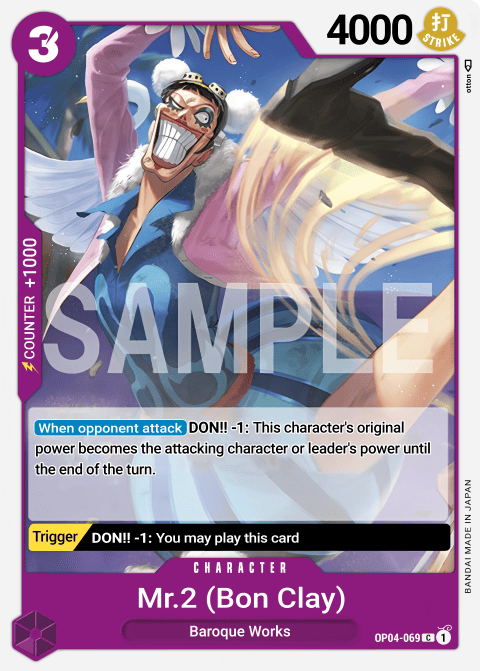 3
4000
打
STRIKE
otton
COUNTER +1000
SAMPLE
When opponent attack DON!! -1: This character's original
power becomes the attacking character or leader's power until
the end of the turn.
Trigger DON!! -1: You may play this card
CHARACTER
Mr.2 (Bon Clay)
Baroque Works
OP04-069 C 1
BANDAI MADE IN JAPAN